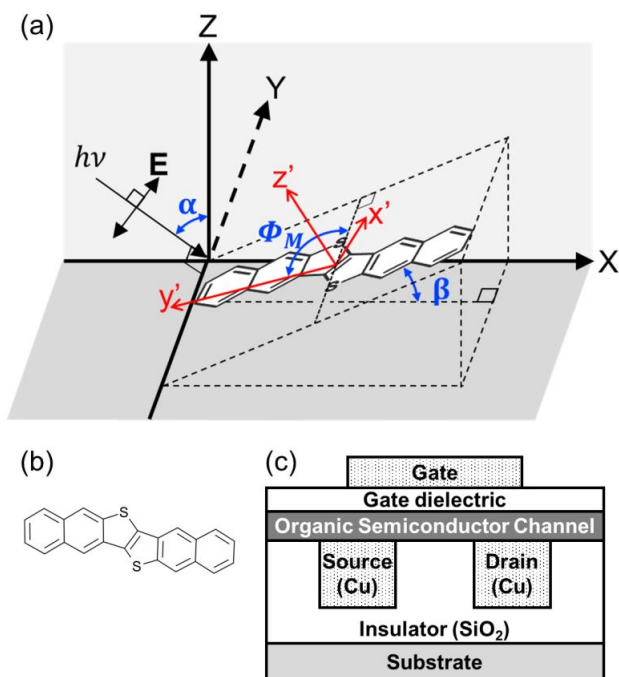 (a)
Z
Y
hν
E
α
z'
x'
Φ_M
X
β
y'
(b)
S
S
(c)
Gate
Gate dielectric
Organic Semiconductor Channel
Source
(Cu)
Drain
(Cu)
Insulator (SiO₂)
Substrate